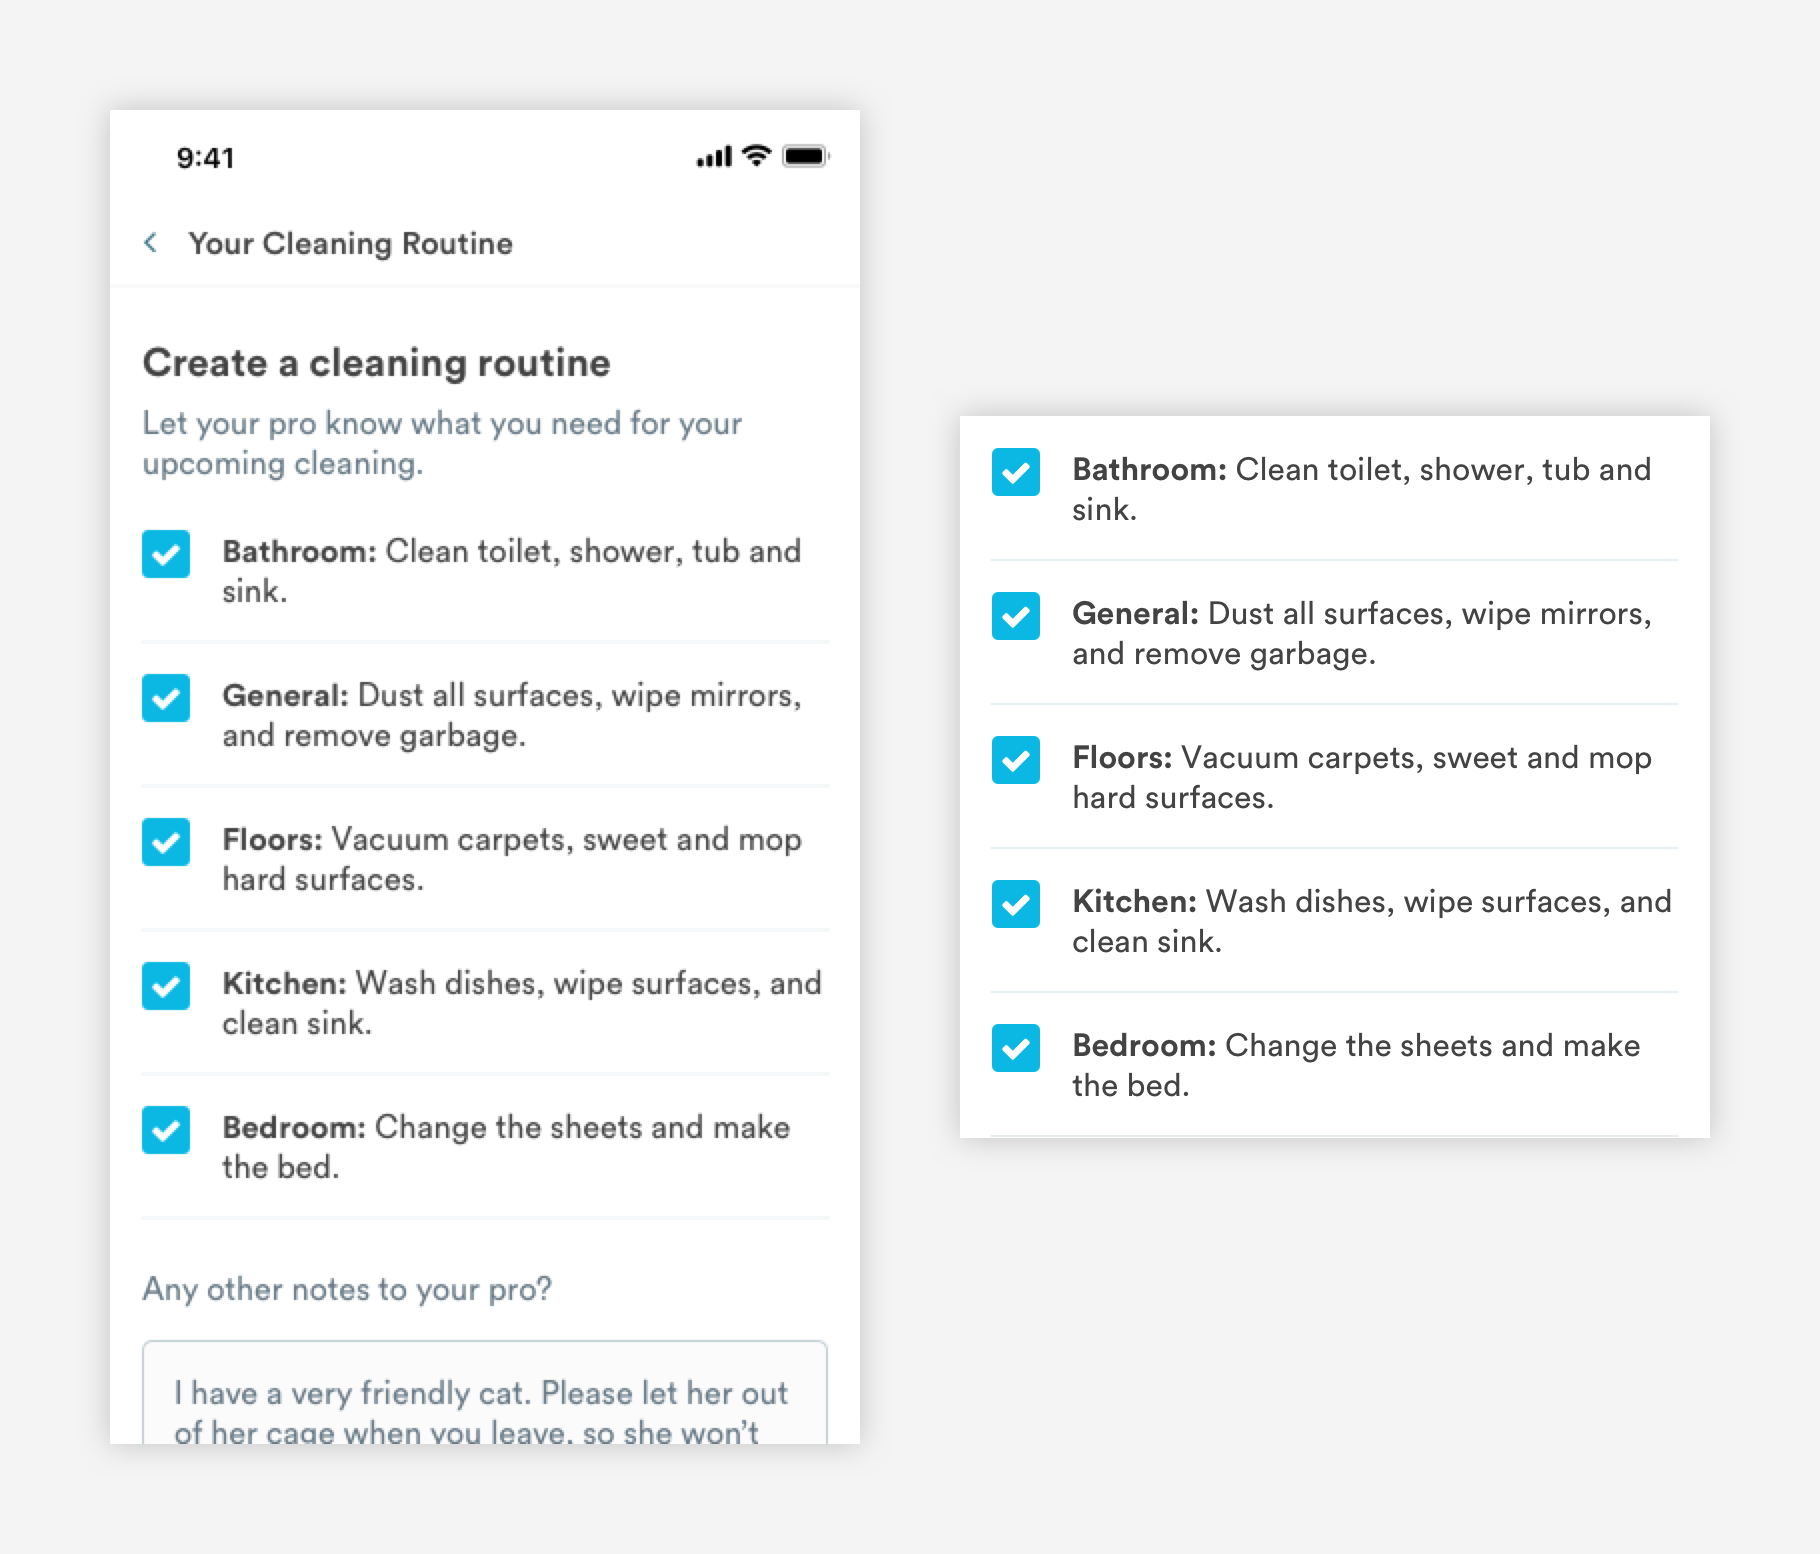 9:41
Your Cleaning Routine
Create a cleaning routine
Let your pro know what you need for your
upcoming cleaning.
Bathroom: Clean toilet, shower, tub and
sink.
General: Dust all surfaces, wipe mirrors,
and remove garbage.
Floors: Vacuum carpets, sweet and mop
hard surfaces.
Kitchen: Wash dishes, wipe surfaces, and
clean sink.
Bedroom: Change the sheets and make
the bed.
Any other notes to your pro?
I have a very friendly cat. Please let her out
of her cage when you leave, so she won’t
Bathroom: Clean toilet, shower, tub and
sink.
General: Dust all surfaces, wipe mirrors,
and remove garbage.
Floors: Vacuum carpets, sweet and mop
hard surfaces.
Kitchen: Wash dishes, wipe surfaces, and
clean sink.
Bedroom: Change the sheets and make
the bed.